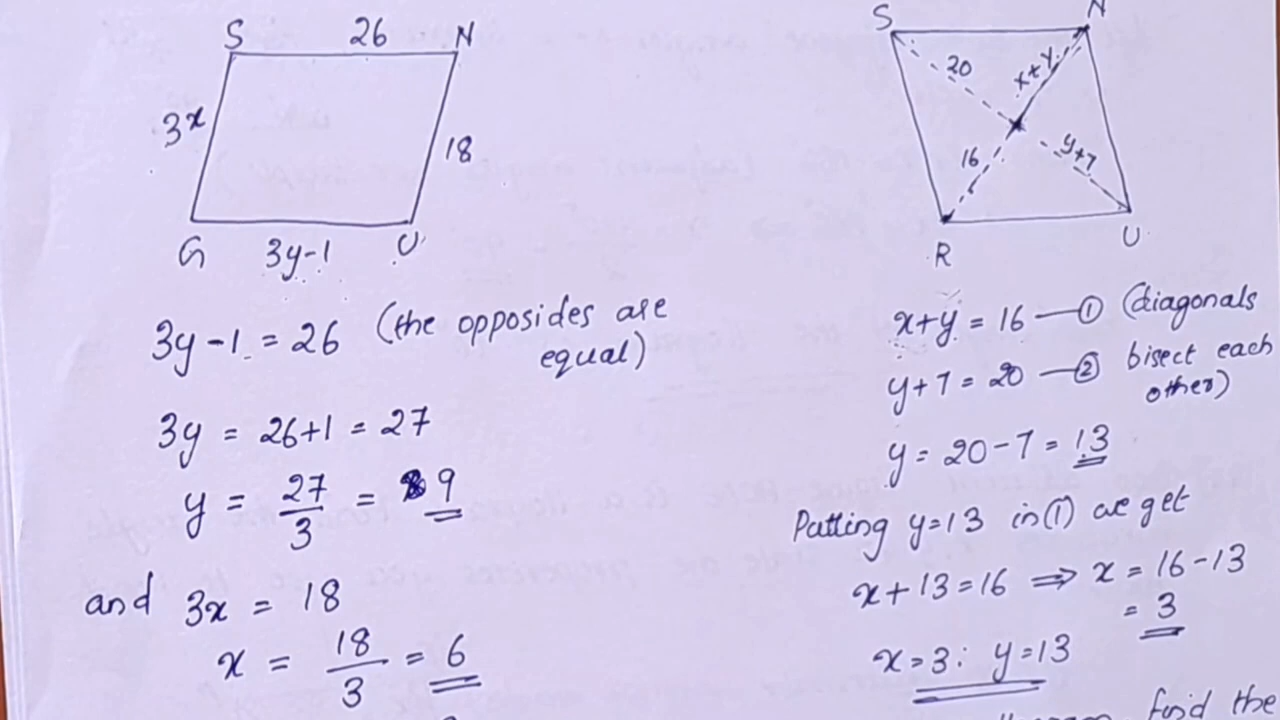 S 26 N
3x
18
G 3y-1 U
3y-1 = 26 (the opposides are
equal)
3y = 26+1 = 27
y = 27/3 = 9
and 3x = 18
x = 18/3 = 6
S N
20 x+y
16 y+7
R U
x+y = 16 — ① (diagonals
y+7 = 20 — ② bisect each
other)
y = 20-7 = 13
Putting y=13 in (1) we get
x+13=16 ⇒ x = 16-13
= 3
x=3; y=13
find the